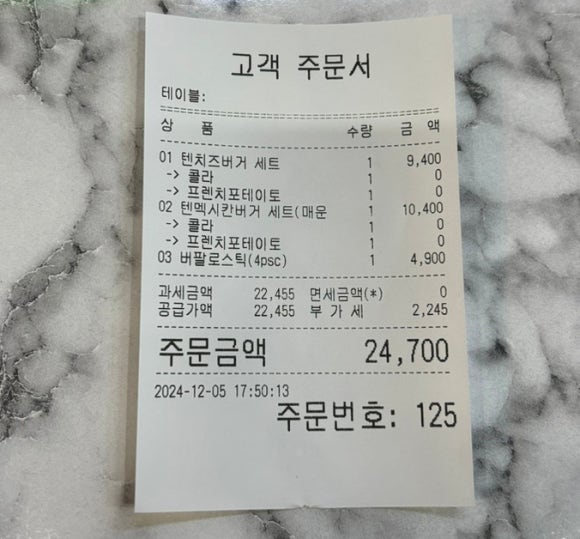 고객 주문서
테이블:
상 품 수량 금 액
01 텐치즈버거 세트 1 9,400
-> 콜라 1 0
-> 프렌치포테이토 1 0
02 텐멕시칸버거 세트(매운 1 10,400
-> 콜라 1 0
-> 프렌치포테이토 1 0
03 버팔로스틱(4psc) 1 4,900
과세금액 22,455 면세금액(*) 0
공급가액 22,455 부 가 세 2,245
주문금액 24,700
2024-12-05 17:50:13
주문번호: 125